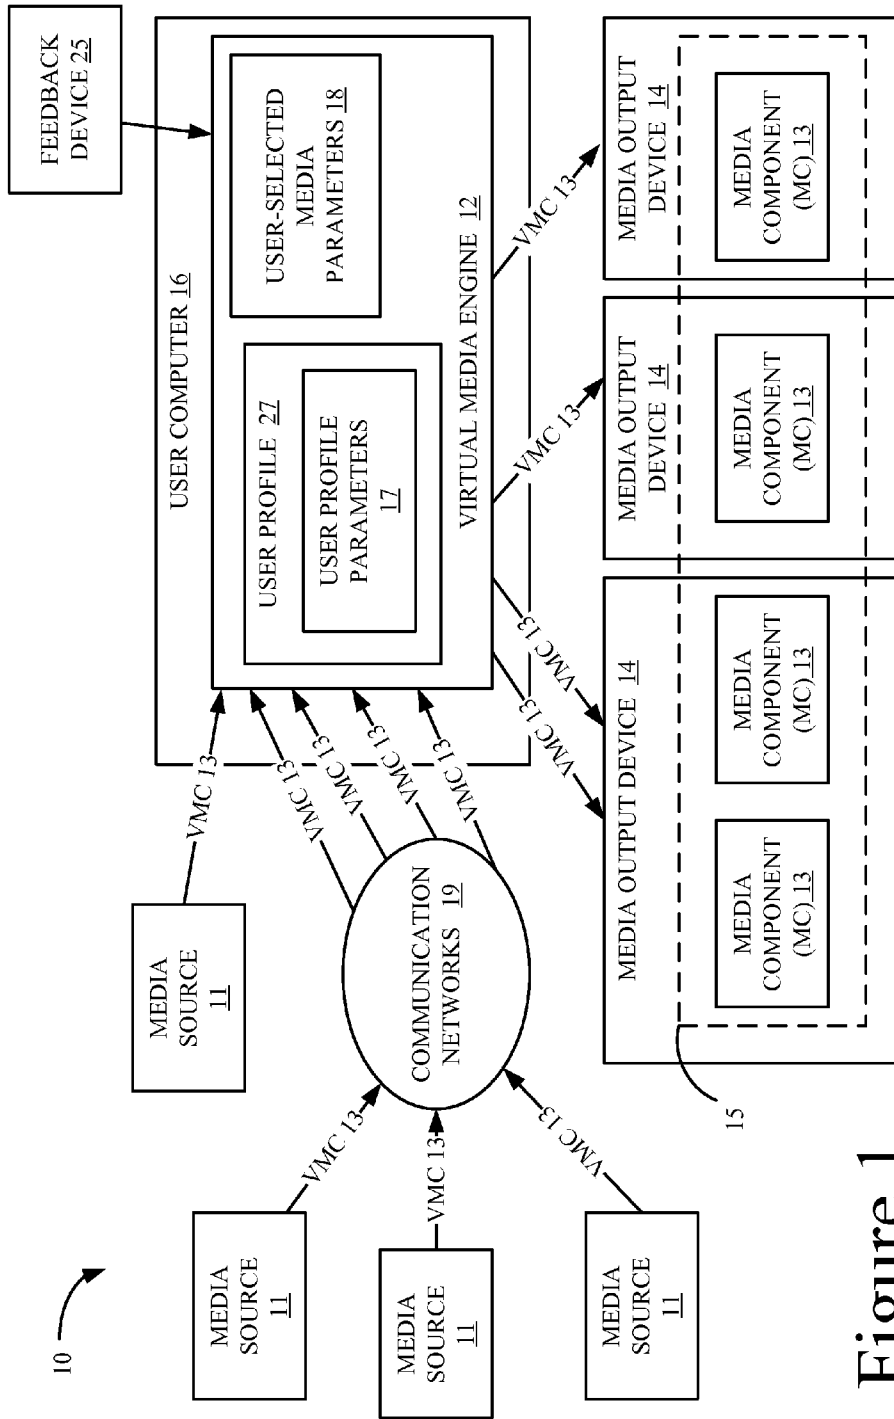 10
MEDIA
SOURCE
11
MEDIA
SOURCE
11
MEDIA
SOURCE
11
MEDIA
SOURCE
11
VMC 13
VMC 13
VMC 13
VMC 13
COMMUNICATION
NETWORKS 19
VMC 13
VMC 13
VMC 13
VMC 13
FEEDBACK
DEVICE 25
USER COMPUTER 16
USER PROFILE 27
USER PROFILE
PARAMETERS
17
USER-SELECTED
MEDIA
PARAMETERS 18
VIRTUAL MEDIA ENGINE 12
VMC 13
VMC 13
VMC 13
VMC 13
MEDIA OUTPUT DEVICE 14
MEDIA
COMPONENT
(MC) 13
MEDIA
COMPONENT
(MC) 13
MEDIA OUTPUT
DEVICE 14
MEDIA
COMPONENT
(MC) 13
MEDIA OUTPUT
DEVICE 14
MEDIA
COMPONENT
(MC) 13
15
Figure 1